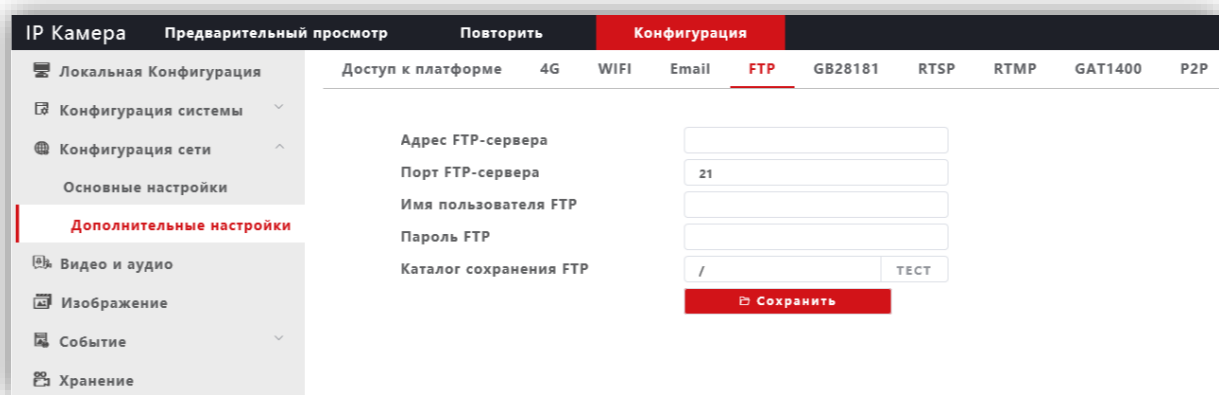 IP Камера Предварительный просмотр Повторить Конфигурация
Локальная Конфигурация
Конфигурация системы
Конфигурация сети
Основные настройки
Дополнительные настройки
Видео и аудио
Изображение
Событие
Хранение
Доступ к платформе 4G WIFI Email FTP GB28181 RTSP RTMP GAT1400 P2P
Адрес FTP-сервера
Порт FTP-сервера 21
Имя пользователя FTP
Пароль FTP
Каталог сохранения FTP / ТЕСТ
Сохранить